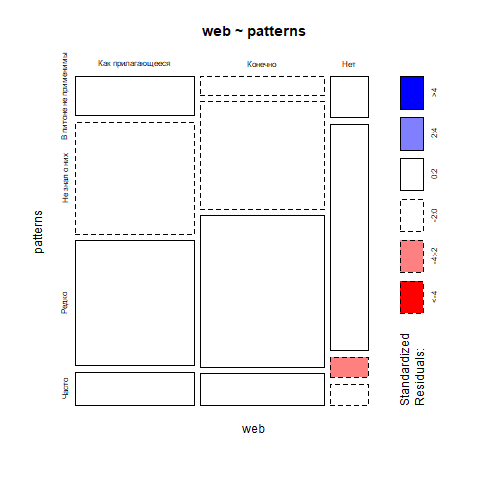 web ~ patterns
Как прилагающееся
Конечно
Нет
В питоне не применимы
Не знал о них
Редко
Часто
patterns
web
>4
2:4
0:2
-2:0
-4:-2
<-4
Standardized
Residuals: